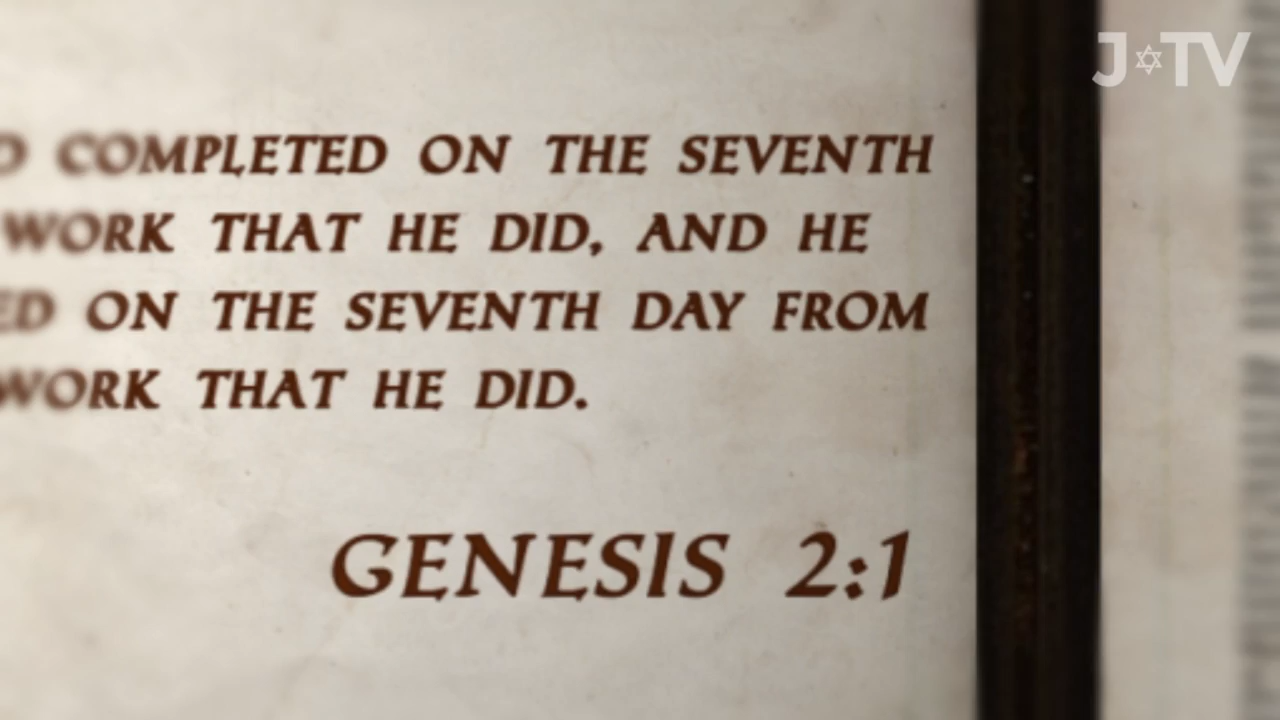 J✡TV
COMPLETED ON THE SEVENTH
WORK THAT HE DID, AND HE
ON THE SEVENTH DAY FROM
WORK THAT HE DID.
GENESIS 2:1